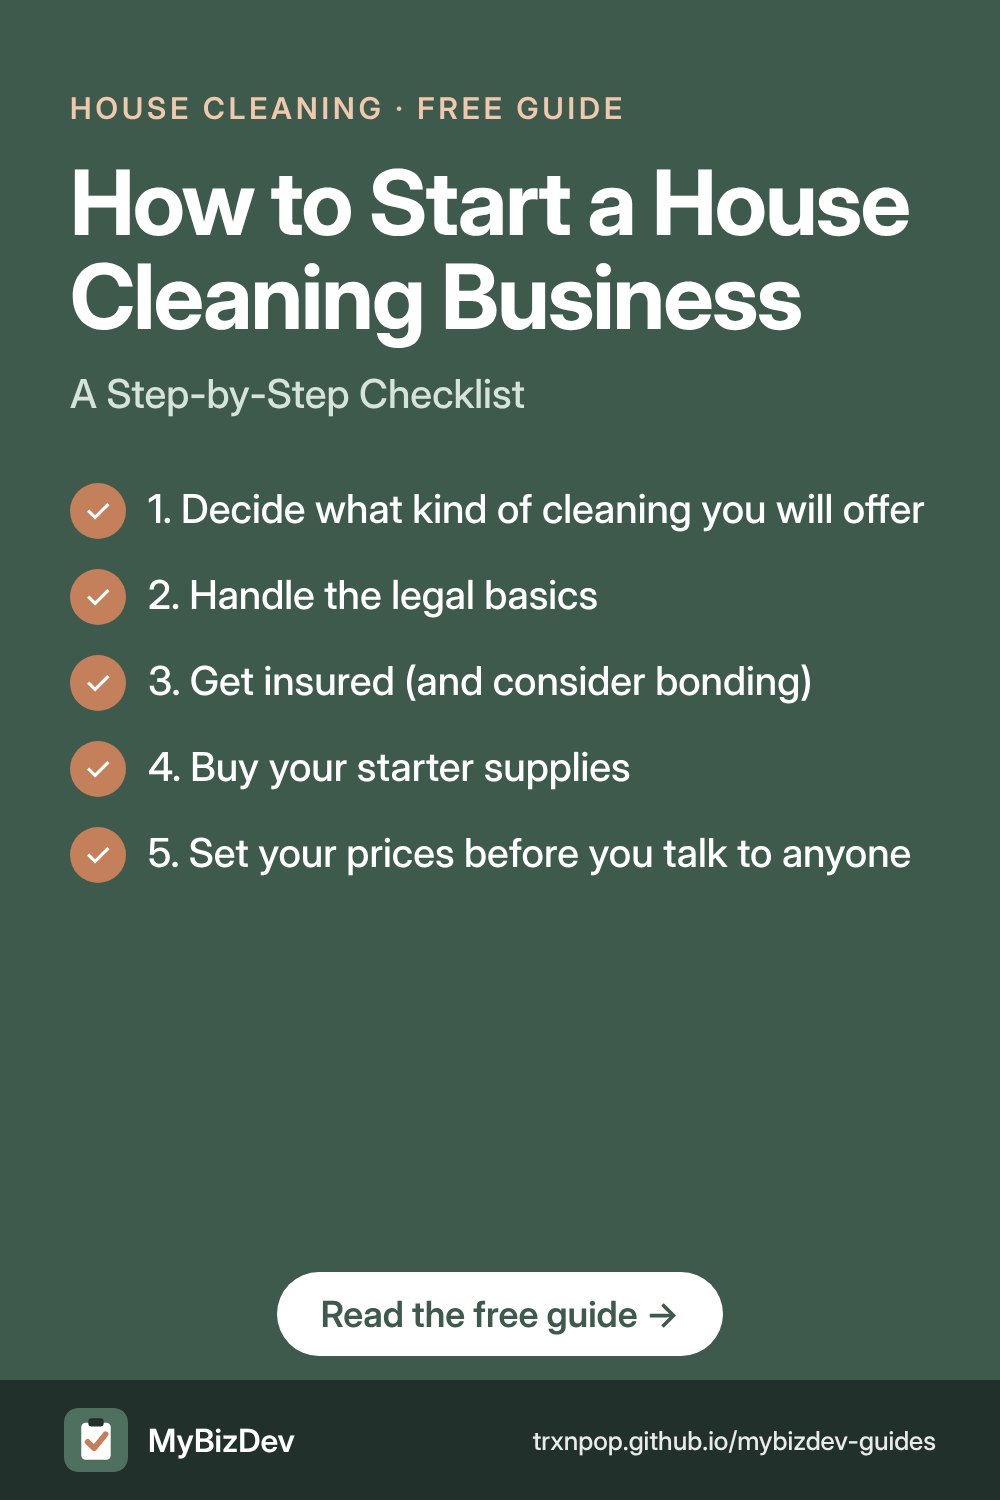 HOUSE CLEANING · FREE GUIDE
How to Start a House
Cleaning Business
A Step-by-Step Checklist
1. Decide what kind of cleaning you will offer
2. Handle the legal basics
3. Get insured (and consider bonding)
4. Buy your starter supplies
5. Set your prices before you talk to anyone
Read the free guide →
MyBizDev
trxnpop.github.io/mybizdev-guides